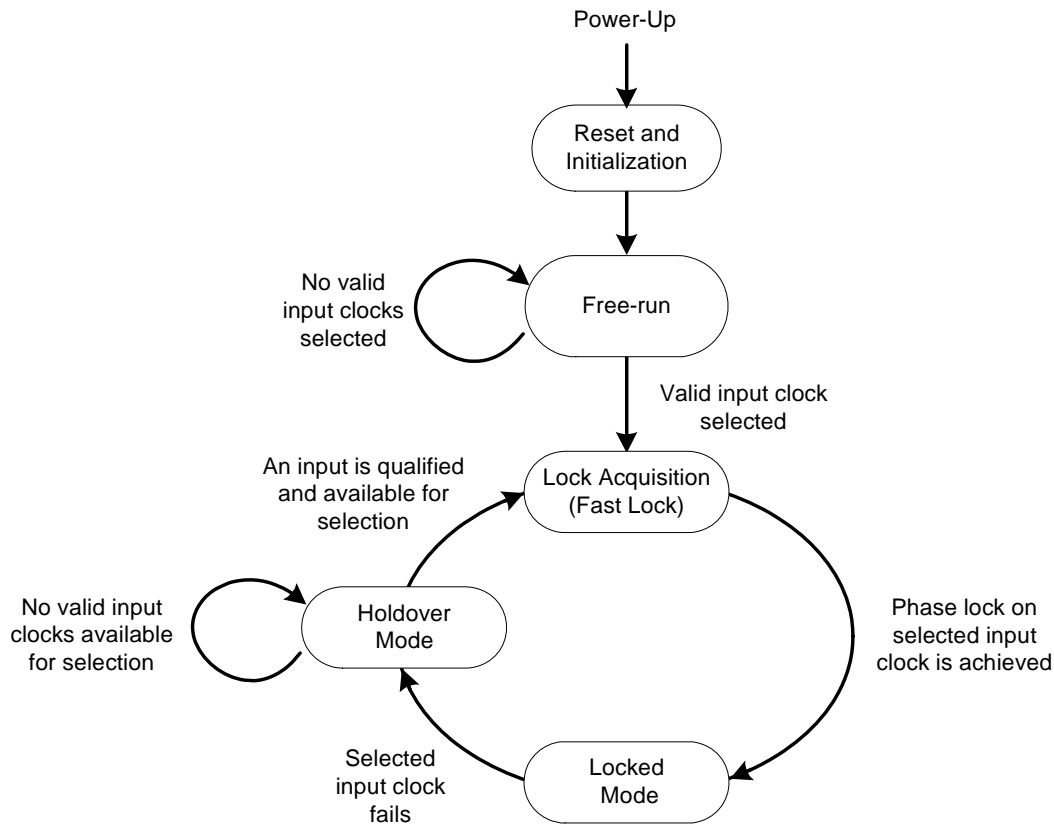 Power-Up
Reset and
Initialization
No valid
input clocks
selected
Free-run
Valid input clock
selected
An input is qualified
and available for
selection
Lock Acquisition
(Fast Lock)
No valid input
clocks available
for selection
Holdover
Mode
Phase lock on
selected input
clock is achieved
Selected
input clock
fails
Locked
Mode